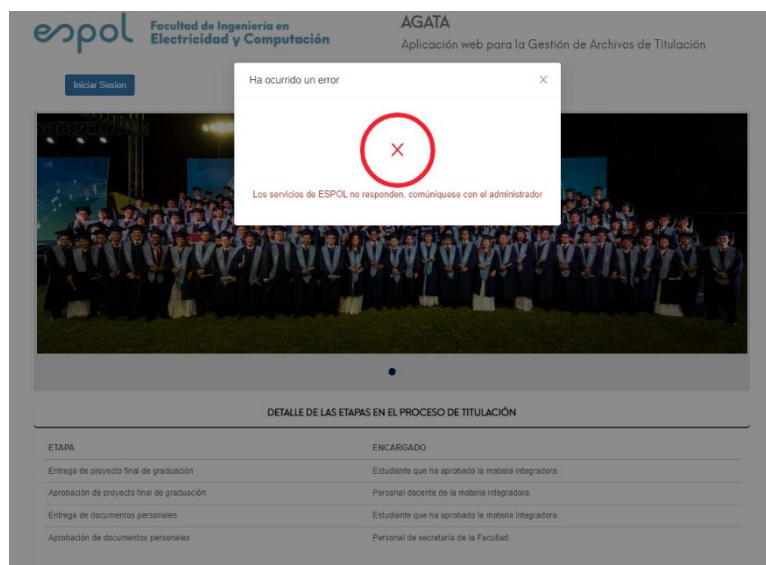 espol
Facultad de Ingeniería en
Electricidad y Computación
AGATA
Aplicación web para la Gestión de Archivos de Titulación
Iniciar Sesion
Ha ocurrido un error
Los servicios de ESPOL no responden, comúniquese con el administrador
DETALLE DE LAS ETAPAS EN EL PROCESO DE TITULACIÓN
ETAPA ENCARGADO
Entrega de proyecto final de graduación Estudiante que ha aprobado la materia integradora.
Aprobación de proyecto final de graduación Personal docente de la materia integradora.
Entrega de documentos personales Estudiante que ha aprobado la materia integradora.
Aprobación de documentos personales Personal de secretaría de la Facultad.